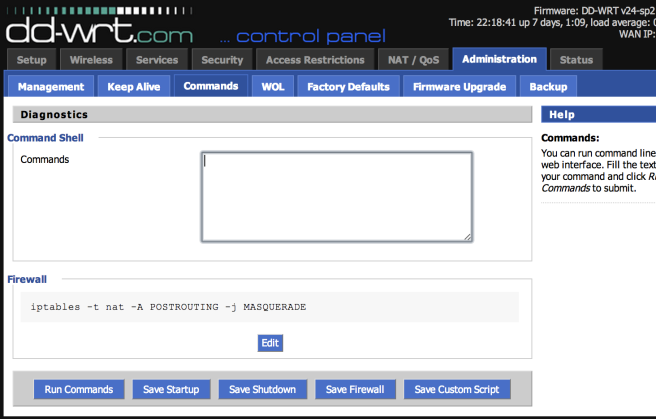 Firmware: DD-WRT v24-sp2
Time: 22:18:41 up 7 days, 1:09, load average:
WAN IP:
dd-wrt.com ... control panel
Setup Wireless Services Security Access Restrictions NAT / QoS Administration Status
Management Keep Alive Commands WOL Factory Defaults Firmware Upgrade Backup
Diagnostics
Help
Command Shell
Commands
Commands:
You can run command line
web interface. Fill the text
your command and click
Commands to submit.
Firewall
iptables -t nat -A POSTROUTING -j MASQUERADE
Edit
Run Commands Save Startup Save Shutdown Save Firewall Save Custom Script